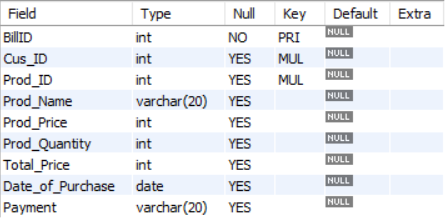 Field Type Null Key Default Extra
BillID int NO PRI NULL
Cus_ID int YES MUL NULL
Prod_ID int YES MUL NULL
Prod_Name varchar(20) YES NULL
Prod_Price int YES NULL
Prod_Quantity int YES NULL
Total_Price int YES NULL
Date_of_Purchase date YES NULL
Payment varchar(20) YES NULL